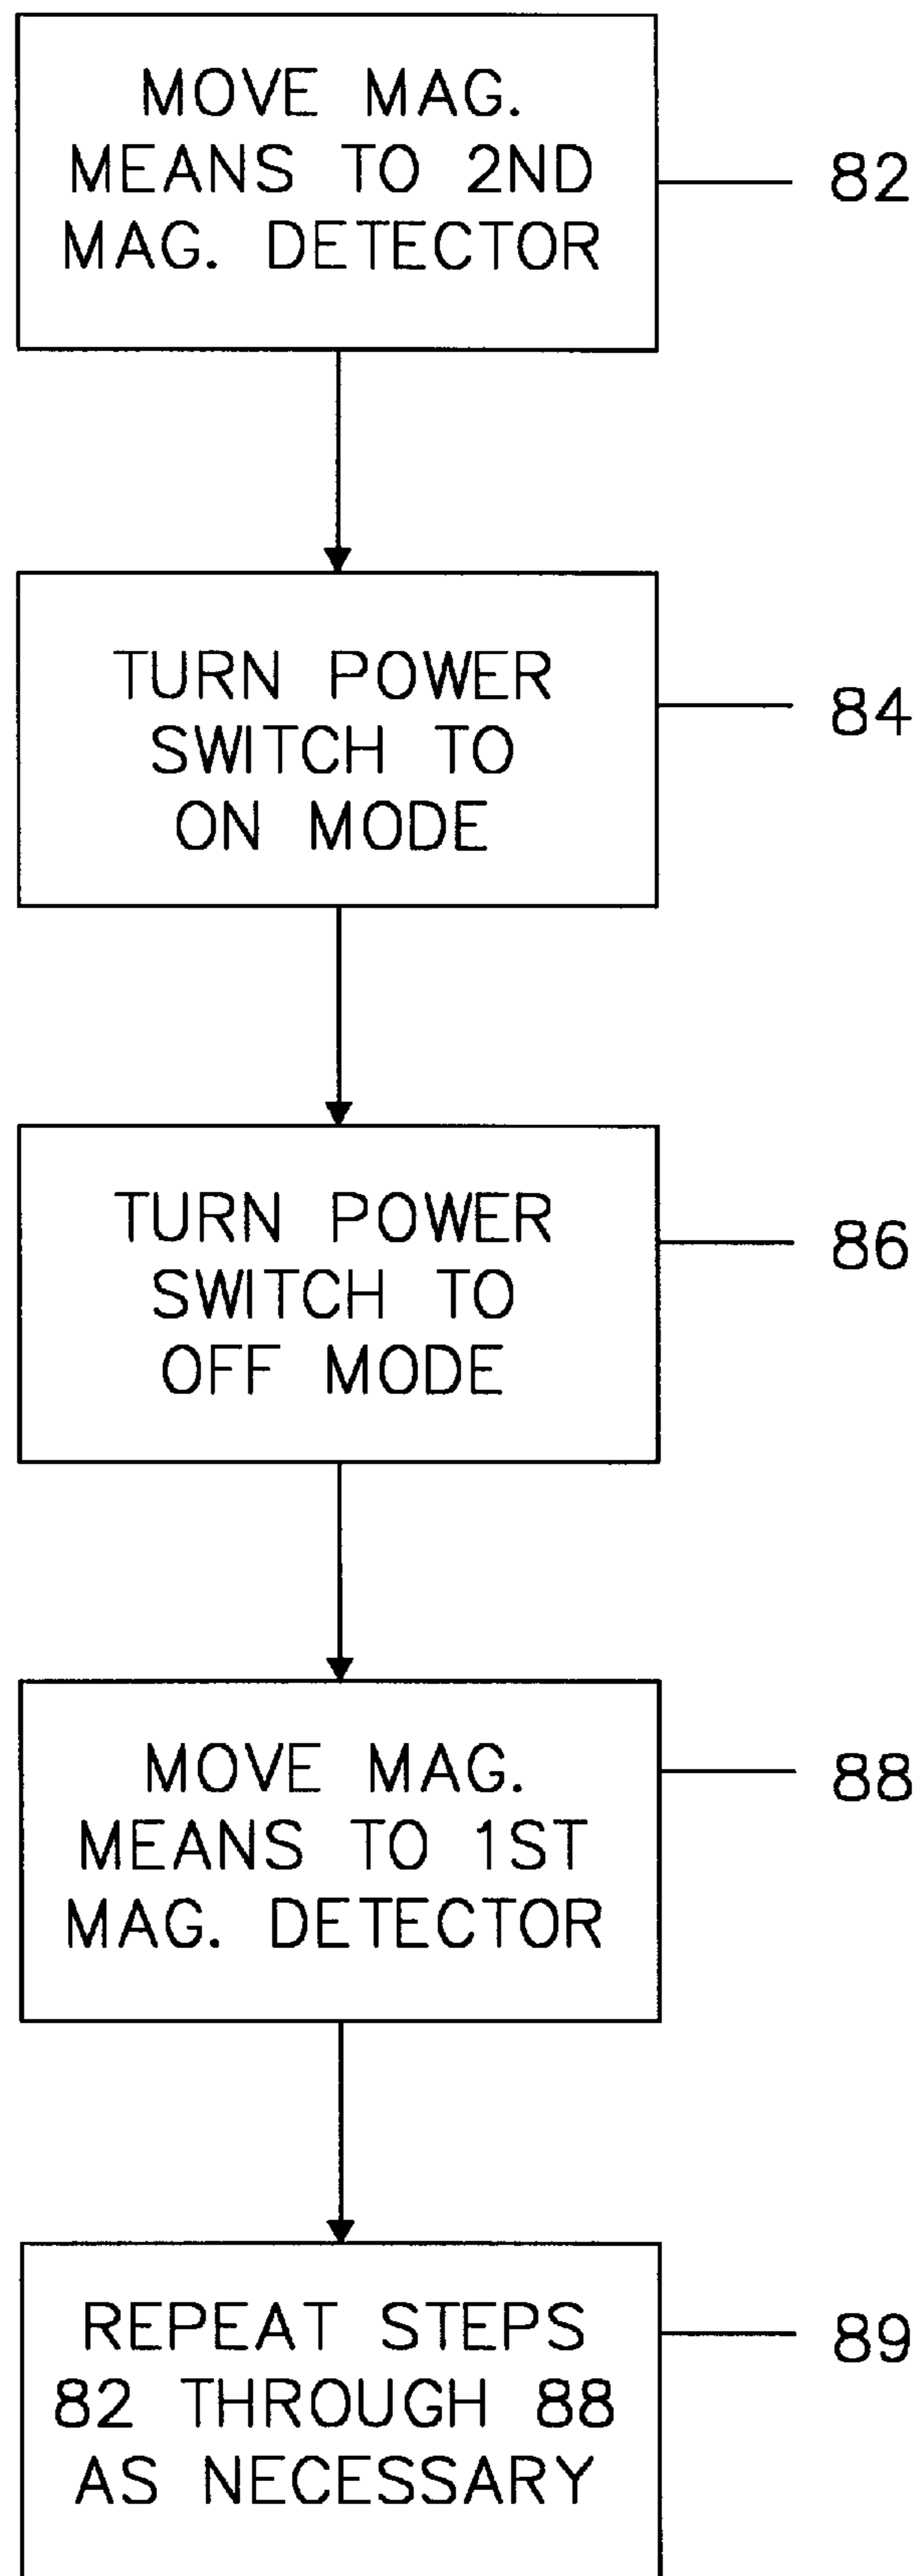 MOVE MAG.
MEANS TO 2ND
MAG. DETECTOR
82
TURN POWER
SWITCH TO
ON MODE
84
TURN POWER
SWITCH TO
OFF MODE
86
MOVE MAG.
MEANS TO 1ST
MAG. DETECTOR
88
REPEAT STEPS
82 THROUGH 88
AS NECESSARY
89